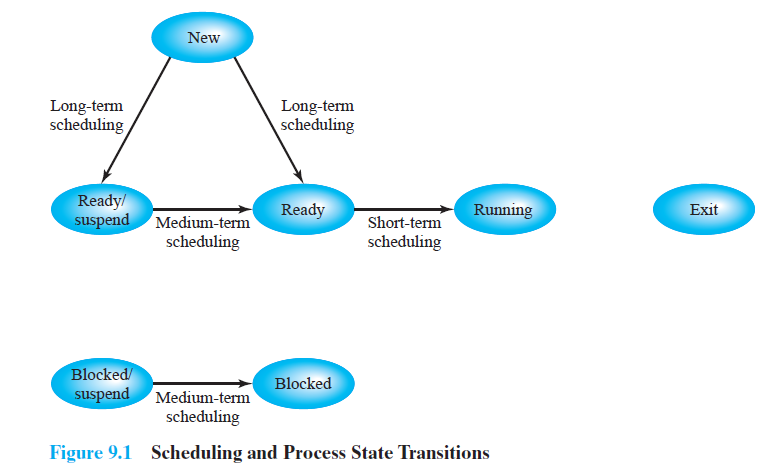 New
Long-term
scheduling
Long-term
scheduling
Ready/
suspend
Medium-term
scheduling
Ready
Short-term
scheduling
Running
Exit
Blocked/
suspend
Medium-term
scheduling
Blocked
Figure 9.1 Scheduling and Process State Transitions